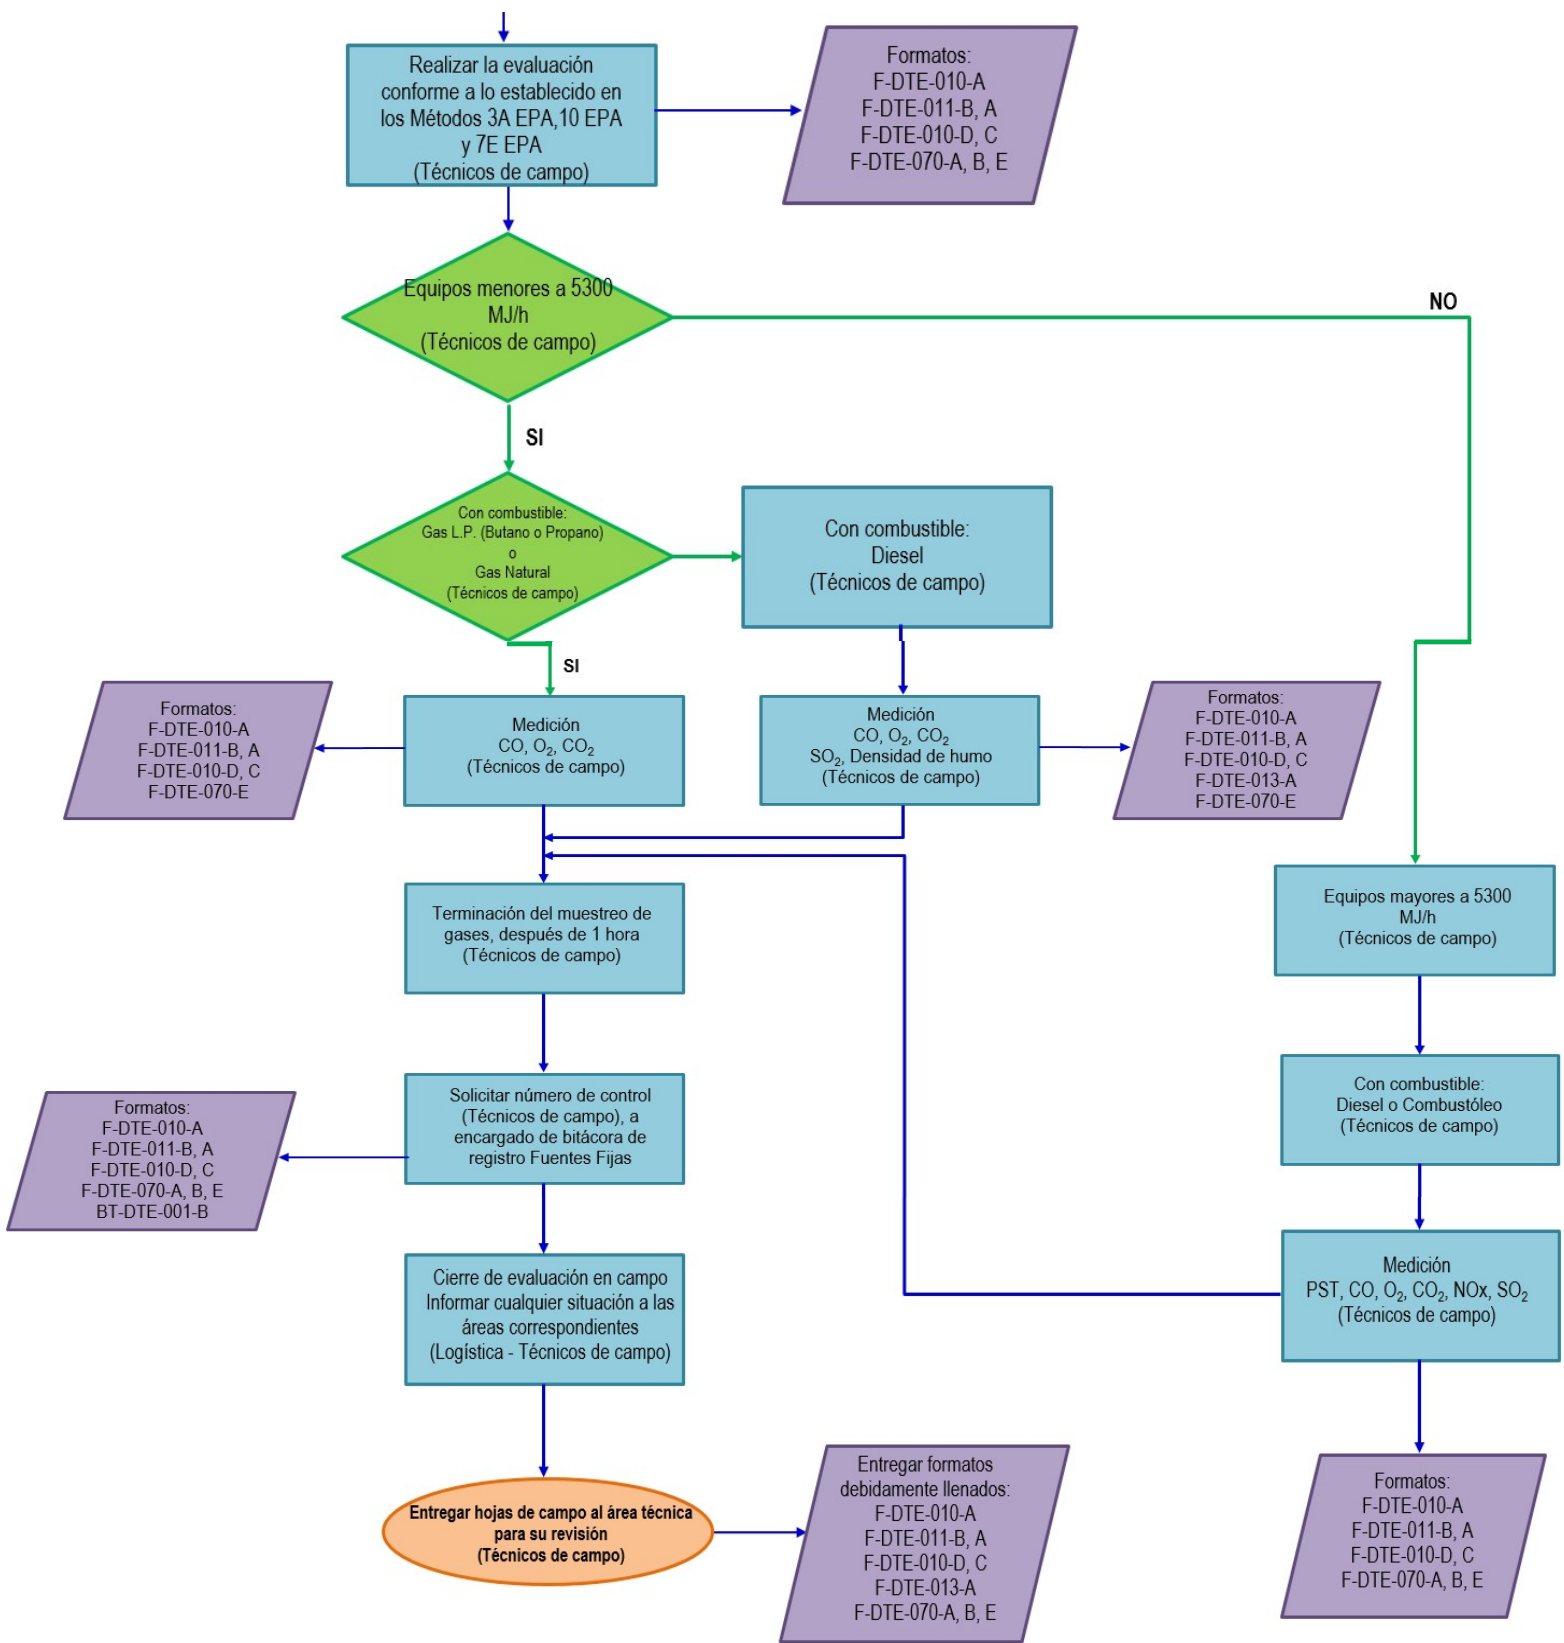 Realizar la evaluación
conforme a lo establecido en
los Métodos 3A EPA,10 EPA
y 7E EPA
(Técnicos de campo)
Formatos:
F-DTE-010-A
F-DTE-011-B, A
F-DTE-010-D, C
F-DTE-070-A, B, E
Equipos menores a 5300
MJ/h
(Técnicos de campo)
NO
SI
Con combustible:
Gas L.P. (Butano o Propano)
o
Gas Natural
(Técnicos de campo)
Con combustible:
Diesel
(Técnicos de campo)
SI
Formatos:
F-DTE-010-A
F-DTE-011-B, A
F-DTE-010-D, C
F-DTE-070-E
Medición
CO, O₂, CO₂
(Técnicos de campo)
Medición
CO, O₂, CO₂
SO₂, Densidad de humo
(Técnicos de campo)
Formatos:
F-DTE-010-A
F-DTE-011-B, A
F-DTE-010-D, C
F-DTE-013-A
F-DTE-070-E
Terminación del muestreo de
gases, después de 1 hora
(Técnicos de campo)
Equipos mayores a 5300
MJ/h
(Técnicos de campo)
Formatos:
F-DTE-010-A
F-DTE-011-B, A
F-DTE-010-D, C
F-DTE-070-A, B, E
BT-DTE-001-B
Solicitar número de control
(Técnicos de campo), a
encargado de bitácora de
registro Fuentes Fijas
Con combustible:
Diesel o Combustóleo
(Técnicos de campo)
Cierre de evaluación en campo
Informar cualquier situación a las
áreas correspondientes
(Logística - Técnicos de campo)
Medición
PST, CO, O₂, CO₂, NOx, SO₂
(Técnicos de campo)
Entregar hojas de campo al área técnica
para su revisión
(Técnicos de campo)
Entregar formatos
debidamente llenados:
F-DTE-010-A
F-DTE-011-B, A
F-DTE-010-D, C
F-DTE-013-A
F-DTE-070-A, B, E
Formatos:
F-DTE-010-A
F-DTE-011-B, A
F-DTE-010-D, C
F-DTE-070-A, B, E